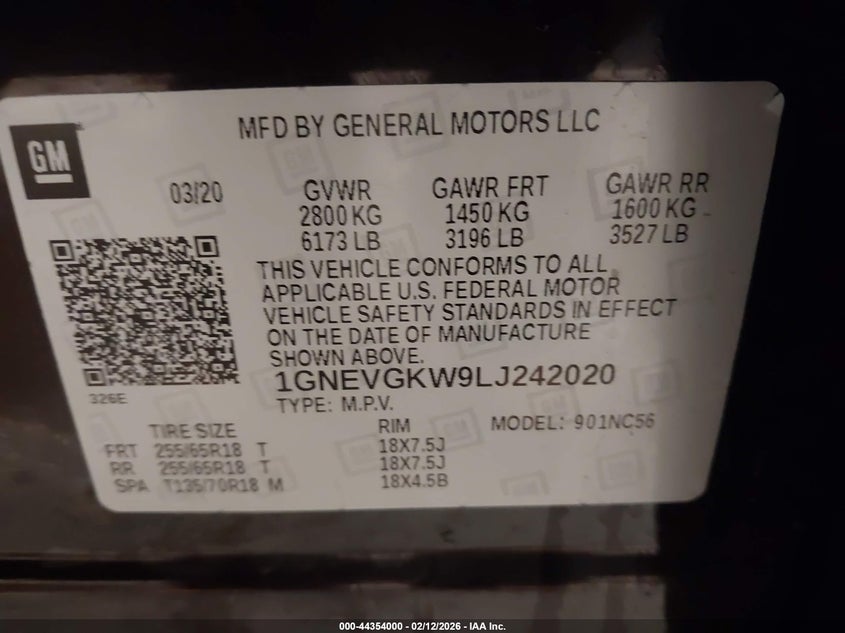 GM
MFD BY GENERAL MOTORS LLC
03/20 GVWR GAWR FRT GAWR RR
2800 KG 1450 KG 1600 KG
6173 LB 3196 LB 3527 LB
THIS VEHICLE CONFORMS TO ALL
APPLICABLE U.S. FEDERAL MOTOR
VEHICLE SAFETY STANDARDS IN EFFECT
ON THE DATE OF MANUFACTURE
SHOWN ABOVE.
1GNEVGKW9LJ242020
326E
TYPE: M.P.V.
TIRE SIZE RIM MODEL: 901NC56
FRT 255/65R18 T 18X7.5J
RR 255/65R18 T 18X7.5J
SPA T135/70R18 M 18X4.5B
000-44354000 - 02/12/2026 - IAA Inc.